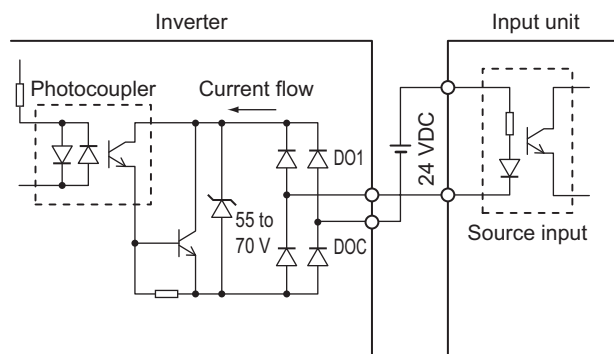 Inverter
Input unit
Photocoupler
Current flow
DO1
24 VDC
55 to
70 V
DOC
Source input